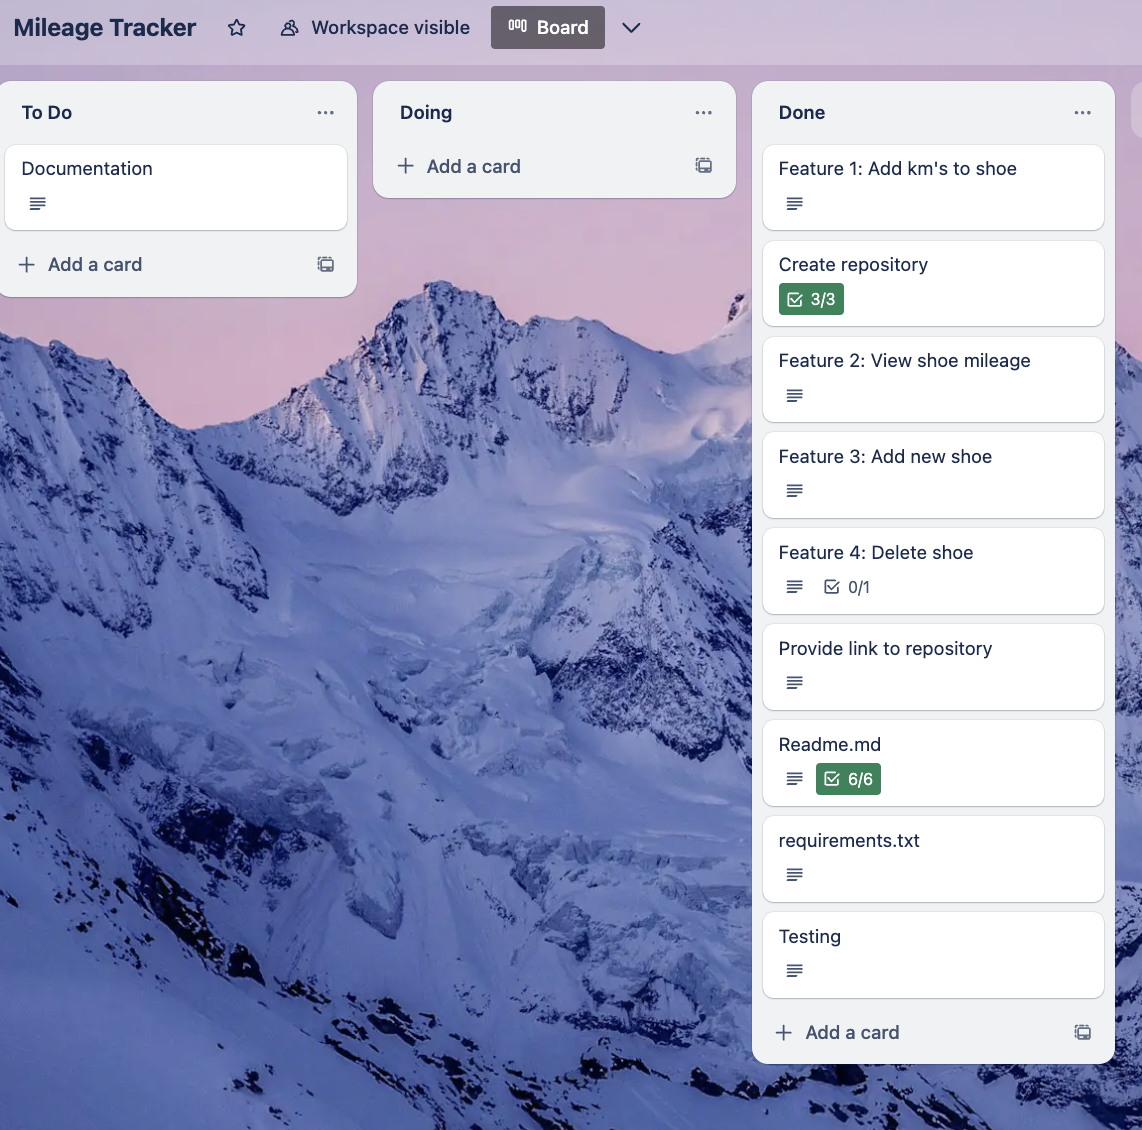 Mileage Tracker Workspace visible Board
To Do
Documentation
Add a card
Doing
Add a card
Done
Feature 1: Add km's to shoe
Create repository
3/3
Feature 2: View shoe mileage
Feature 3: Add new shoe
Feature 4: Delete shoe
0/1
Provide link to repository
Readme.md
6/6
requirements.txt
Testing
Add a card